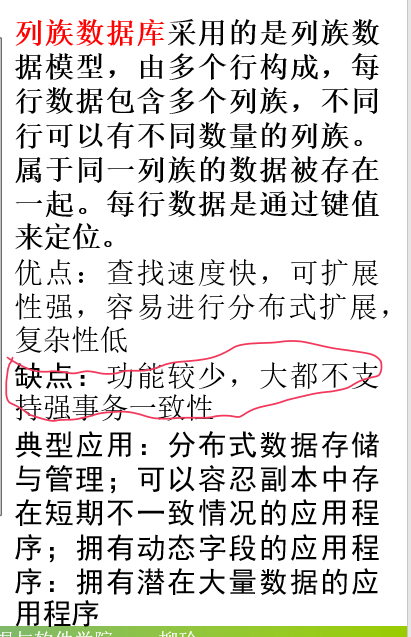 列族数据库采用的是列族数
据模型，由多个行构成，每
行数据包含多个列族，不同
行可以有不同数量的列族。
属于同一列族的数据被存在
一起。每行数据是通过键值
来定位。
优点：查找速度快，可扩展
性强，容易进行分布式扩展，
复杂性低
缺点：功能较少，大都不支
持强事务一致性
典型应用：分布式数据存储
与管理；可以容忍副本中存
在短期不一致情况的应用程
序；拥有动态字段的应用程
序：拥有潜在大量数据的应
用程序